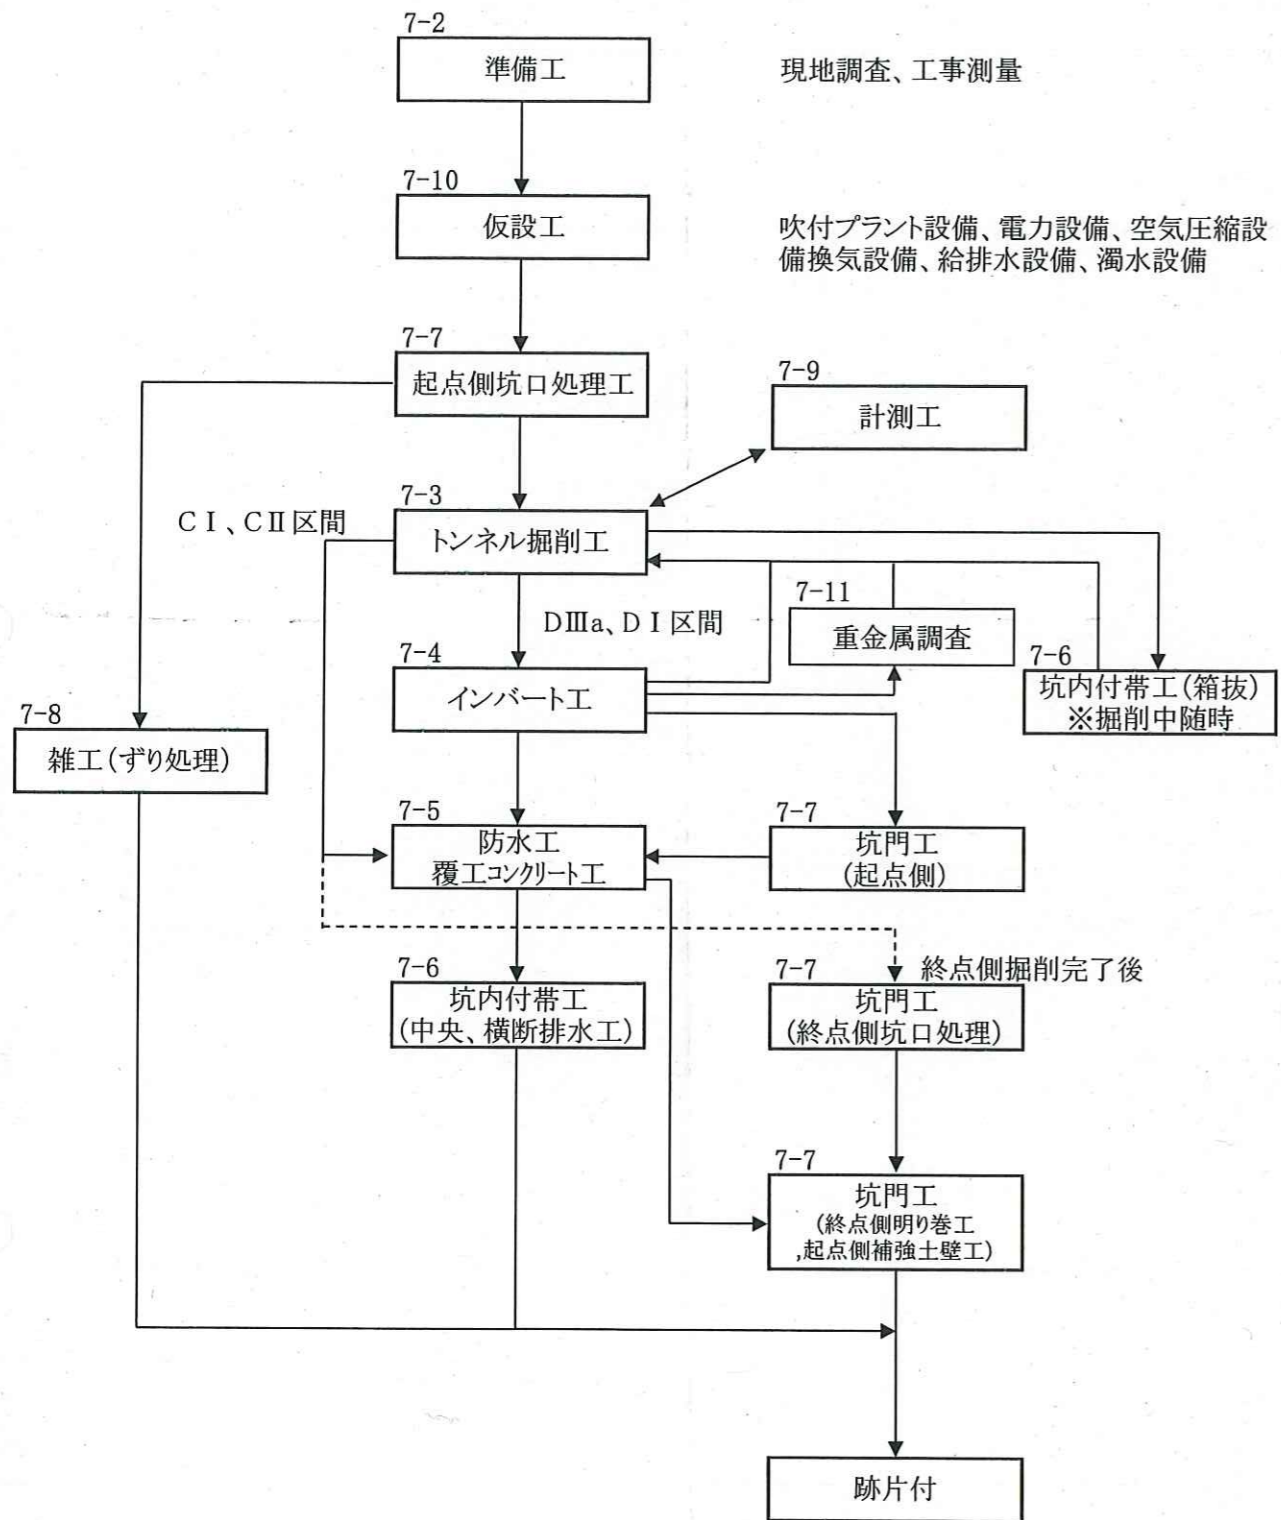 7-2
準備工
現地調査、工事測量
7-10
仮設工
吹付プラント設備、電力設備、空気圧縮設
備換気設備、給排水設備、濁水設備
7-7
起点側坑口処理工
7-9
計測工
7-3
トンネル掘削工
CⅠ、CⅡ区間
DⅢa、DⅠ区間
7-11
重金属調査
7-6
坑内付帯工(箱抜)
※掘削中随時
7-4
インバート工
7-8
雑工(ずり処理)
7-5
防水工
覆工コンクリート工
7-7
坑門工
(起点側)
7-6
坑内付帯工
(中央、横断排水工)
終点側掘削完了後
7-7
坑門工
(終点側坑口処理)
7-7
坑門工
(終点側明り巻工
,起点側補強土壁工)
跡片付